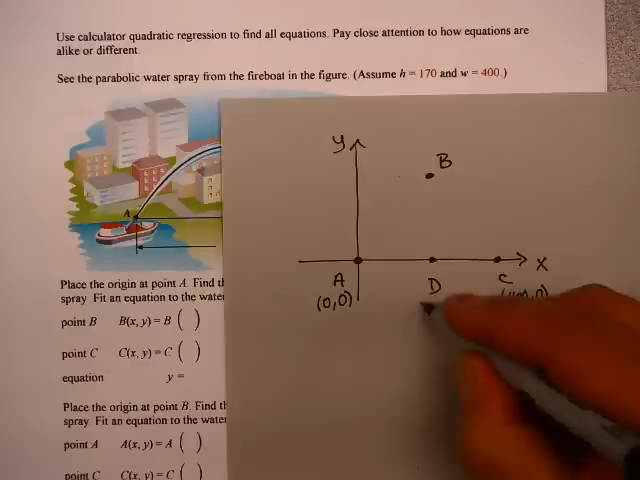 Use calculator quadratic regression to find all equations. Pay close attention to how equations are
alike or different.
See the parabolic water spray from the fireboat in the figure. (Assume h = 170 and w = 400.)
A
y
B
X
A
D
C
(0,0)
Place the origin at point A. Find t
spray Fit an equation to the water
point B B(x, y) = B ( )
point C C(x, y) = C ( )
equation y =
Place the origin at point B. Find t
spray Fit an equation to the water
point A A(x, y) = A ( )
point C C(x, y) = C ( )